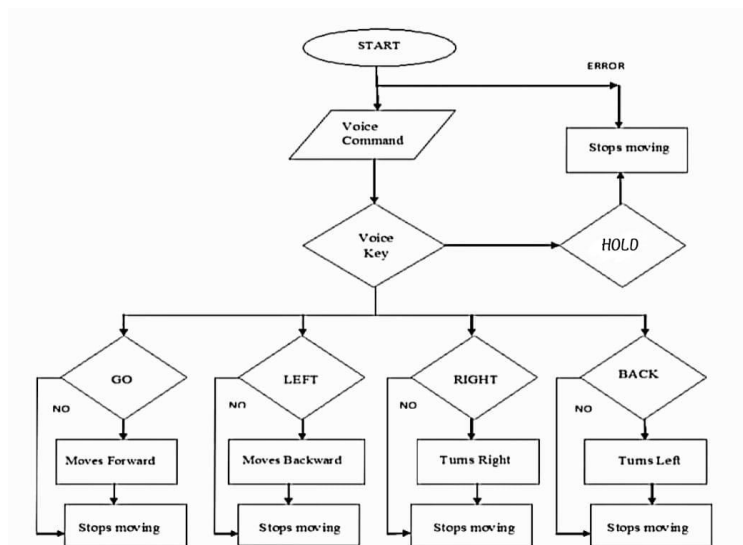 START
ERROR
Voice
Command
Stops moving
Voice
Key
HOLD
GO
LEFT
RIGHT
BACK
NO
NO
NO
NO
Moves Forward
Moves Backward
Turns Right
Turns Left
Stops moving
Stops moving
Stops moving
Stops moving